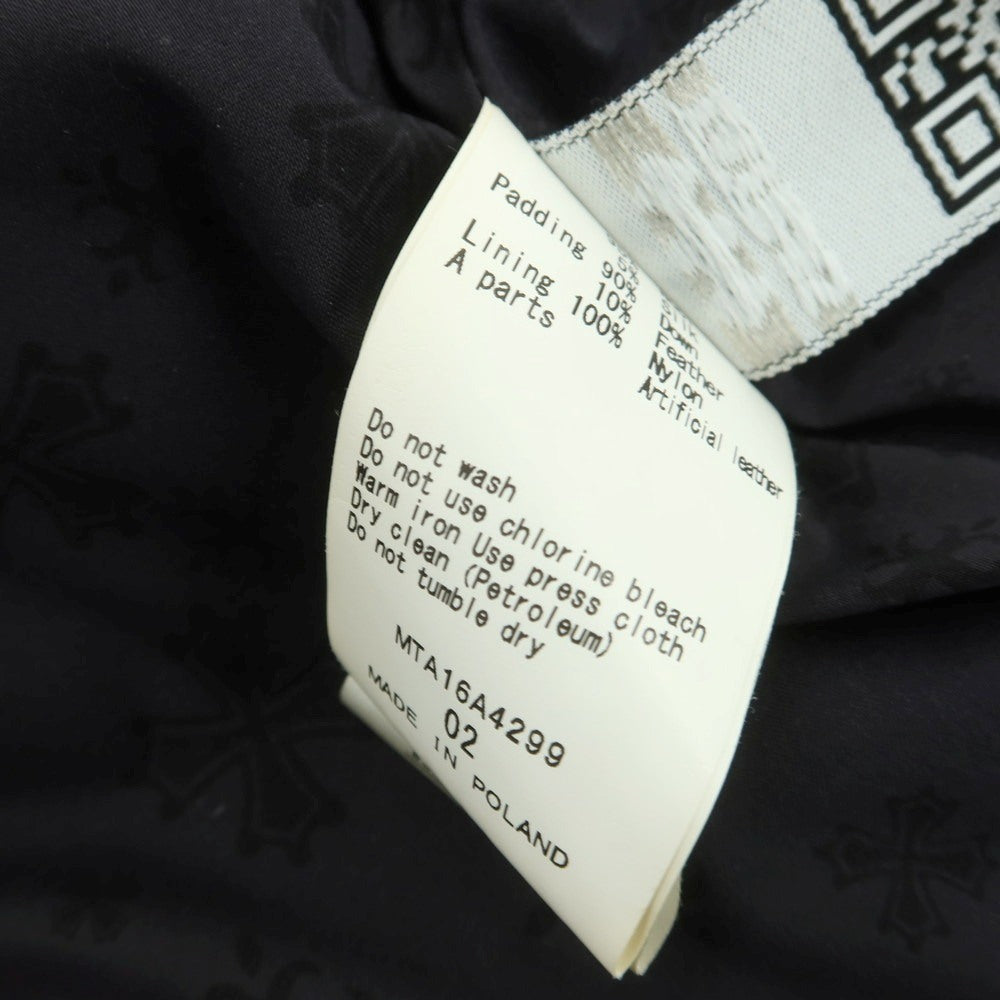 5%
Padding 90% Down
10% Feather
Lining 100% Nylon
A parts Artificial leather
Do not wash
Do not use chlorine bleach
Warm iron Use press cloth
Dry clean (Petroleum)
Do not tumble dry
MTA16A4299
02
MADE IN POLAND